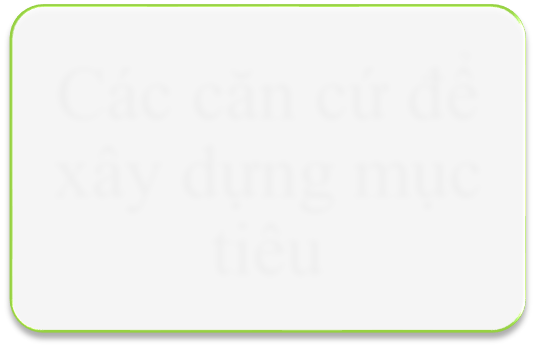 Các căn cứ để
xây dựng mục
tiêu